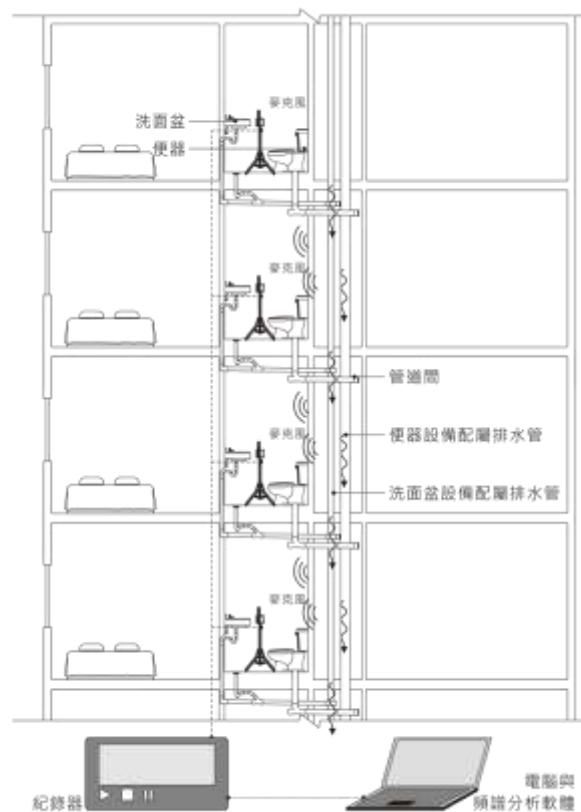 麥克風
洗面盆
便器
麥克風
管道間
便器設備配屬排水管
麥克風
洗面盆設備配屬排水管
麥克風
紀錄器
電腦與
頻譜分析軟體